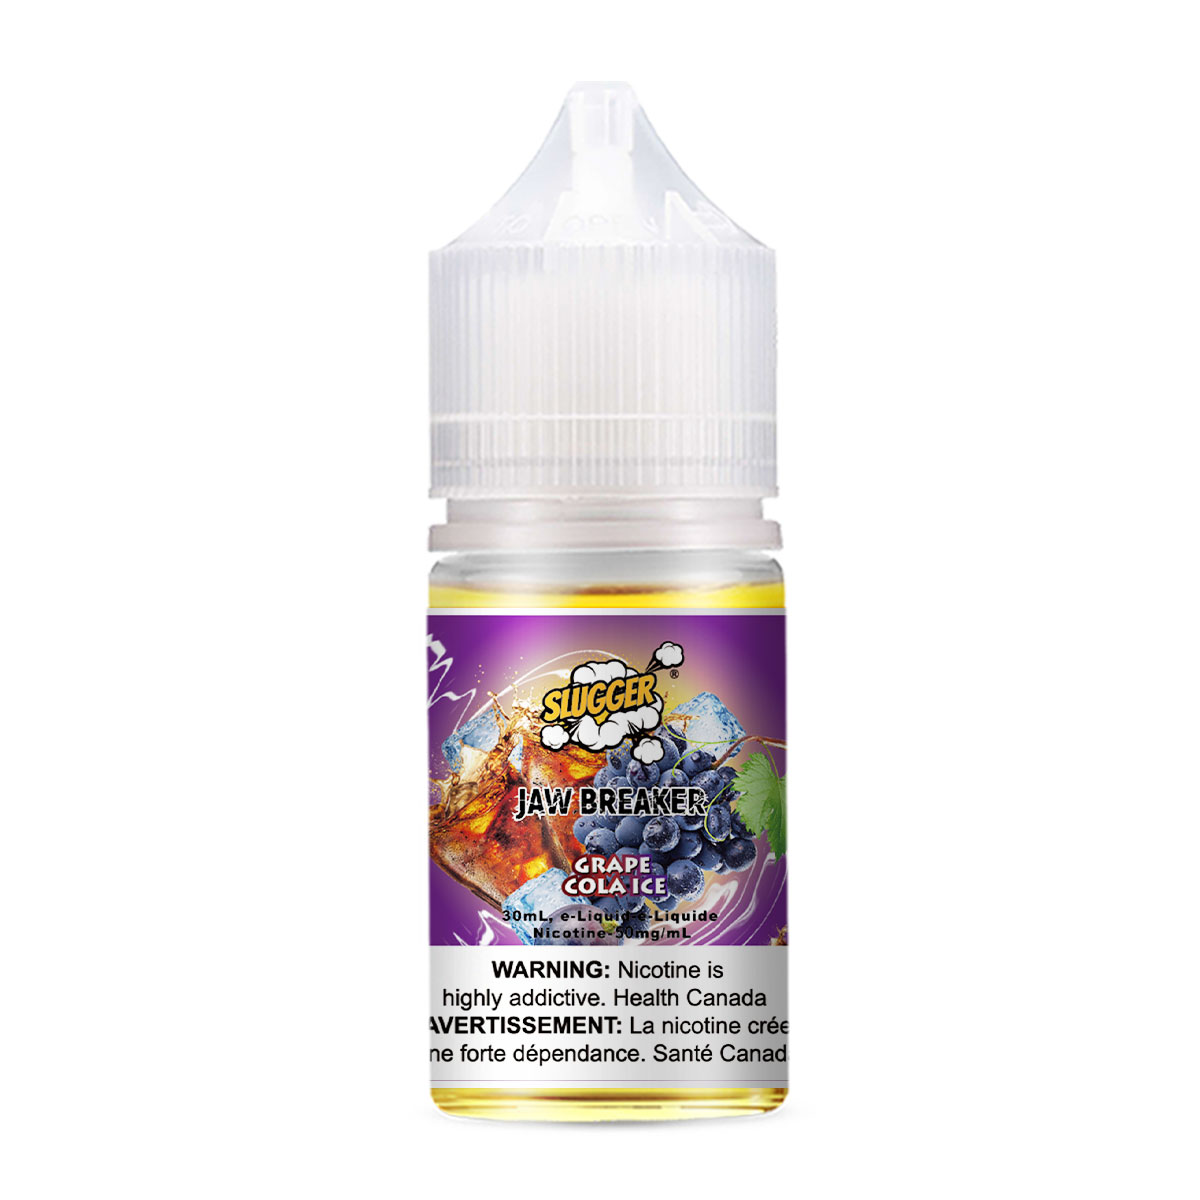 SLUGGER
®
JAW BREAKER
GRAPE
COLA ICE
30mL, e-Liquid-e-Liquide
Nicotine-50mg/mL
WARNING: Nicotine is
highly addictive. Health Canada
AVERTISSEMENT: La nicotine crée
ne forte dépendance. Santé Canad